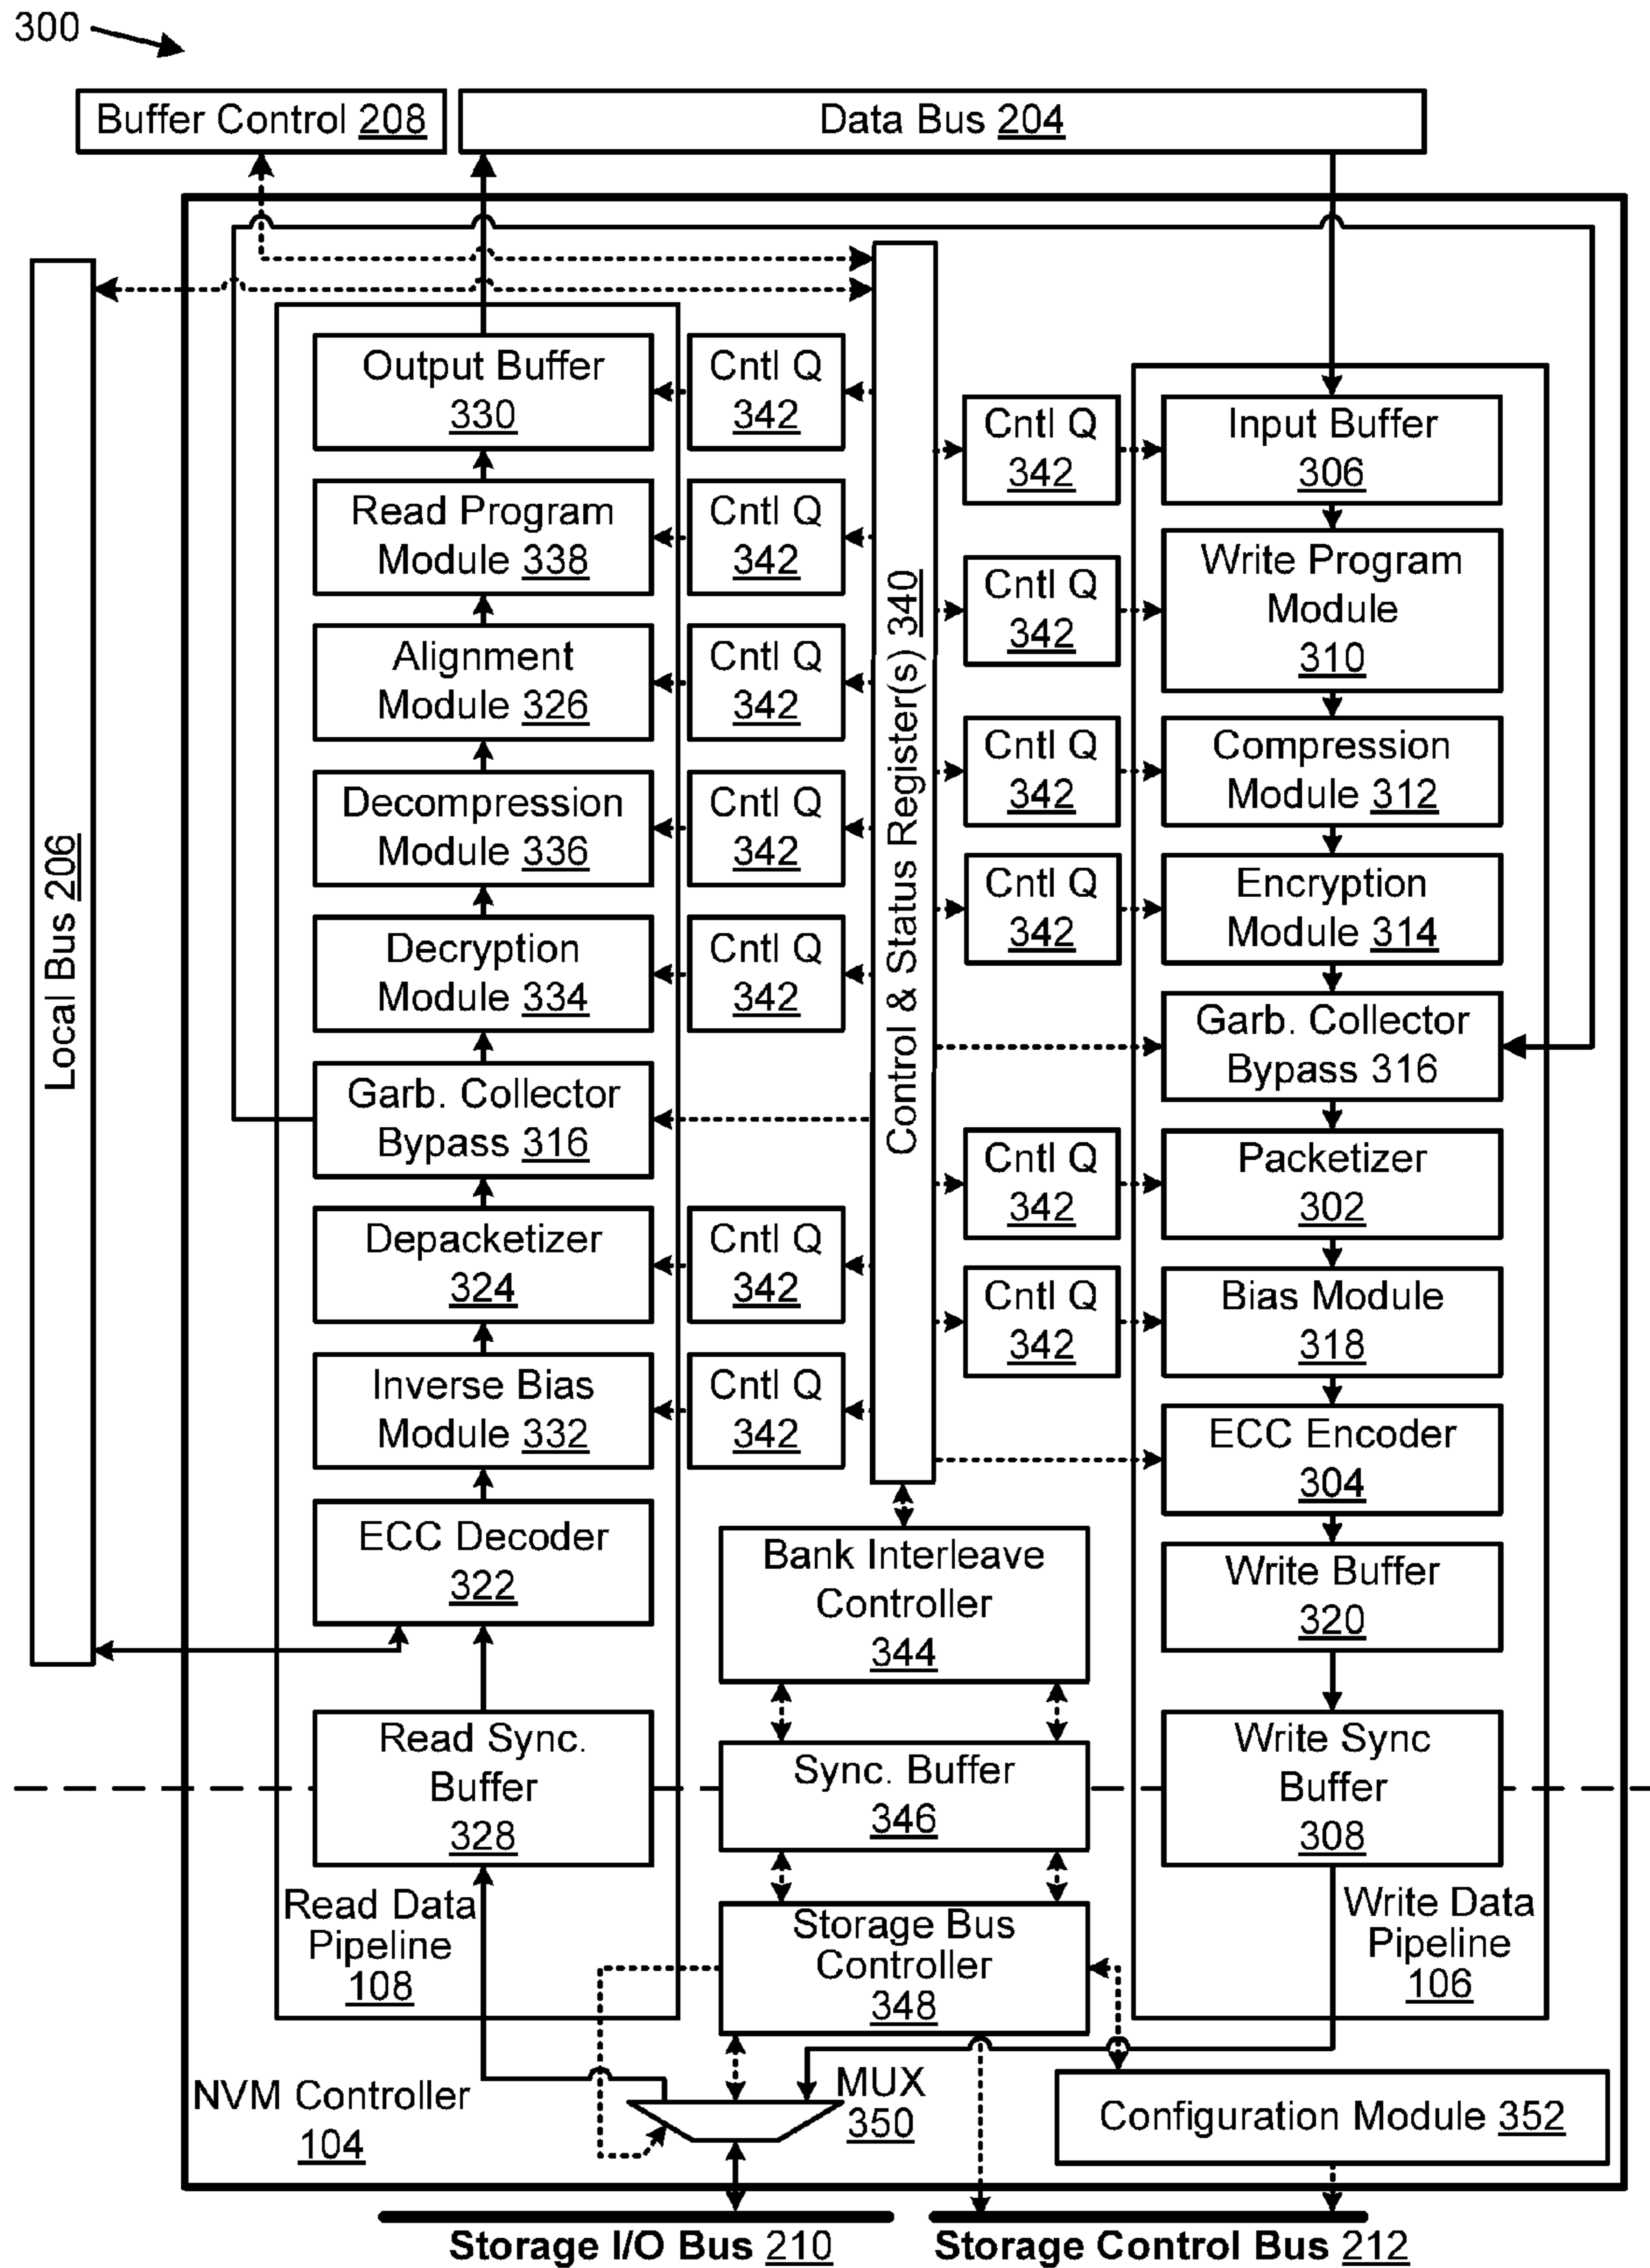 300
Buffer Control 208
Data Bus 204
Local Bus 206
Output Buffer
330
Read Program
Module 338
Alignment
Module 326
Decompression
Module 336
Decryption
Module 334
Garb. Collector
Bypass 316
Depacketizer
324
Inverse Bias
Module 332
ECC Decoder
322
Read Sync.
Buffer
328
Read Data
Pipeline
108
Cntl Q
342
Cntl Q
342
Cntl Q
342
Cntl Q
342
Cntl Q
342
Cntl Q
342
Cntl Q
342
Control & Status Register(s) 340
Cntl Q
342
Cntl Q
342
Cntl Q
342
Cntl Q
342
Cntl Q
342
Cntl Q
342
Input Buffer
306
Write Program
Module
310
Compression
Module 312
Encryption
Module 314
Garb. Collector
Bypass 316
Packetizer
302
Bias Module
318
ECC Encoder
304
Write Buffer
320
Write Sync
Buffer
308
Write Data
Pipeline
106
Bank Interleave
Controller
344
Sync. Buffer
346
Storage Bus
Controller
348
MUX
350
NVM Controller
104
Configuration Module 352
Storage I/O Bus 210
Storage Control Bus 212